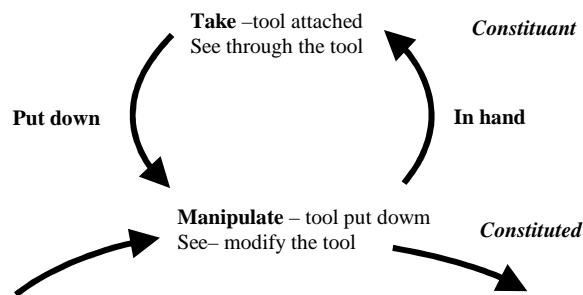 Take –tool attached
See through the tool
Constituant
Put down
In hand
Manipulate – tool put dowm
See– modify the tool
Constituted